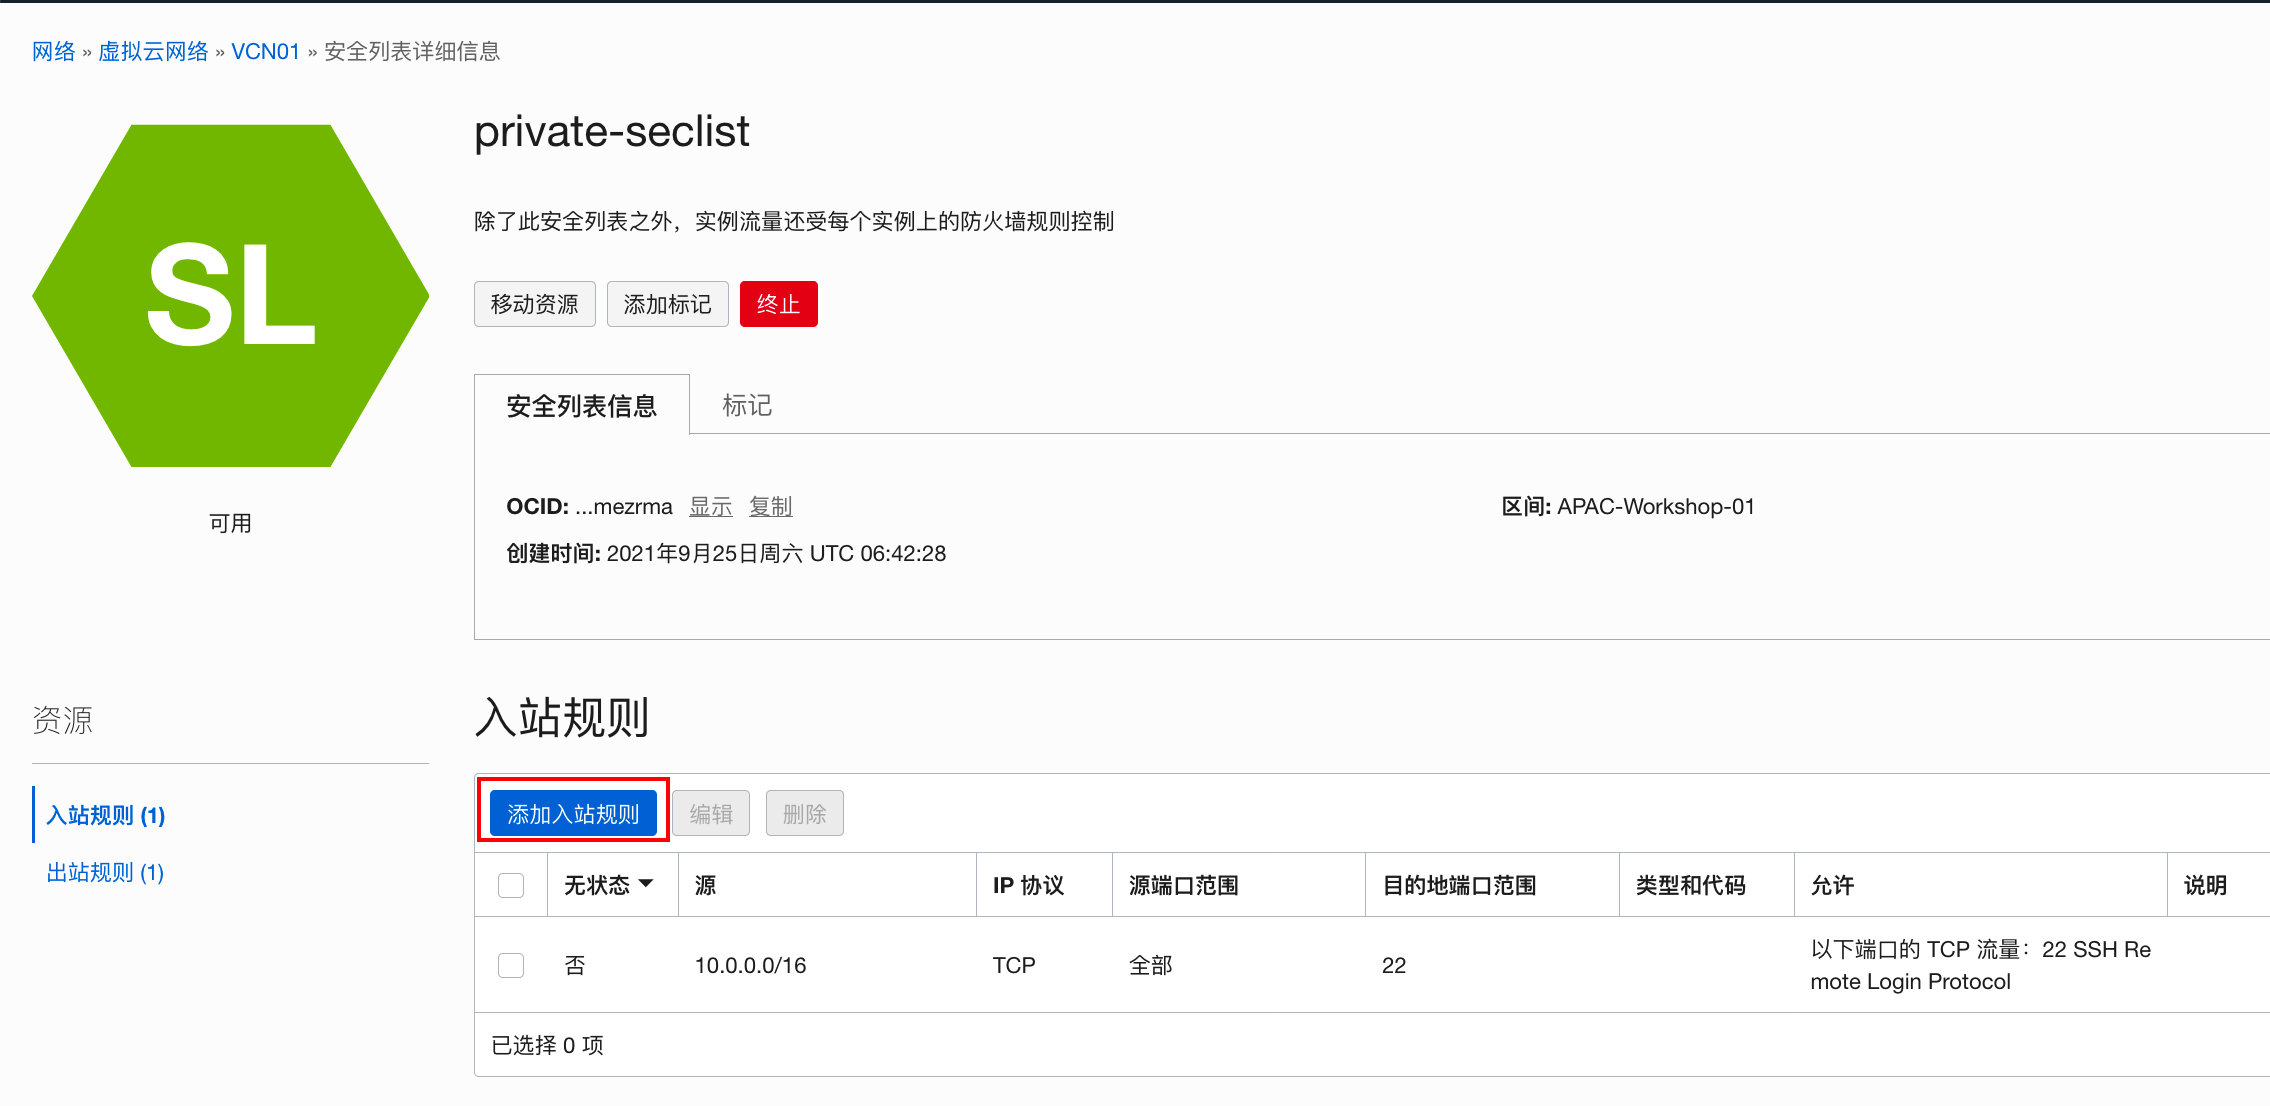 网络 » 虚拟云网络 » VCN01 » 安全列表详细信息
SL
可用
private-seclist
除了此安全列表之外，实例流量还受每个实例上的防火墙规则控制
移动资源 添加标记 终止
安全列表信息 标记
OCID: ...mezrma 显示 复制
区间: APAC-Workshop-01
创建时间: 2021年9月25日周六 UTC 06:42:28
资源
入站规则 (1)
出站规则 (1)
入站规则
添加入站规则 编辑 删除
无状态 源 IP 协议 源端口范围 目的地端口范围 类型和代码 允许 说明
否 10.0.0.0/16 TCP 全部 22 以下端口的 TCP 流量：22 SSH Re
mote Login Protocol
已选择 0 项